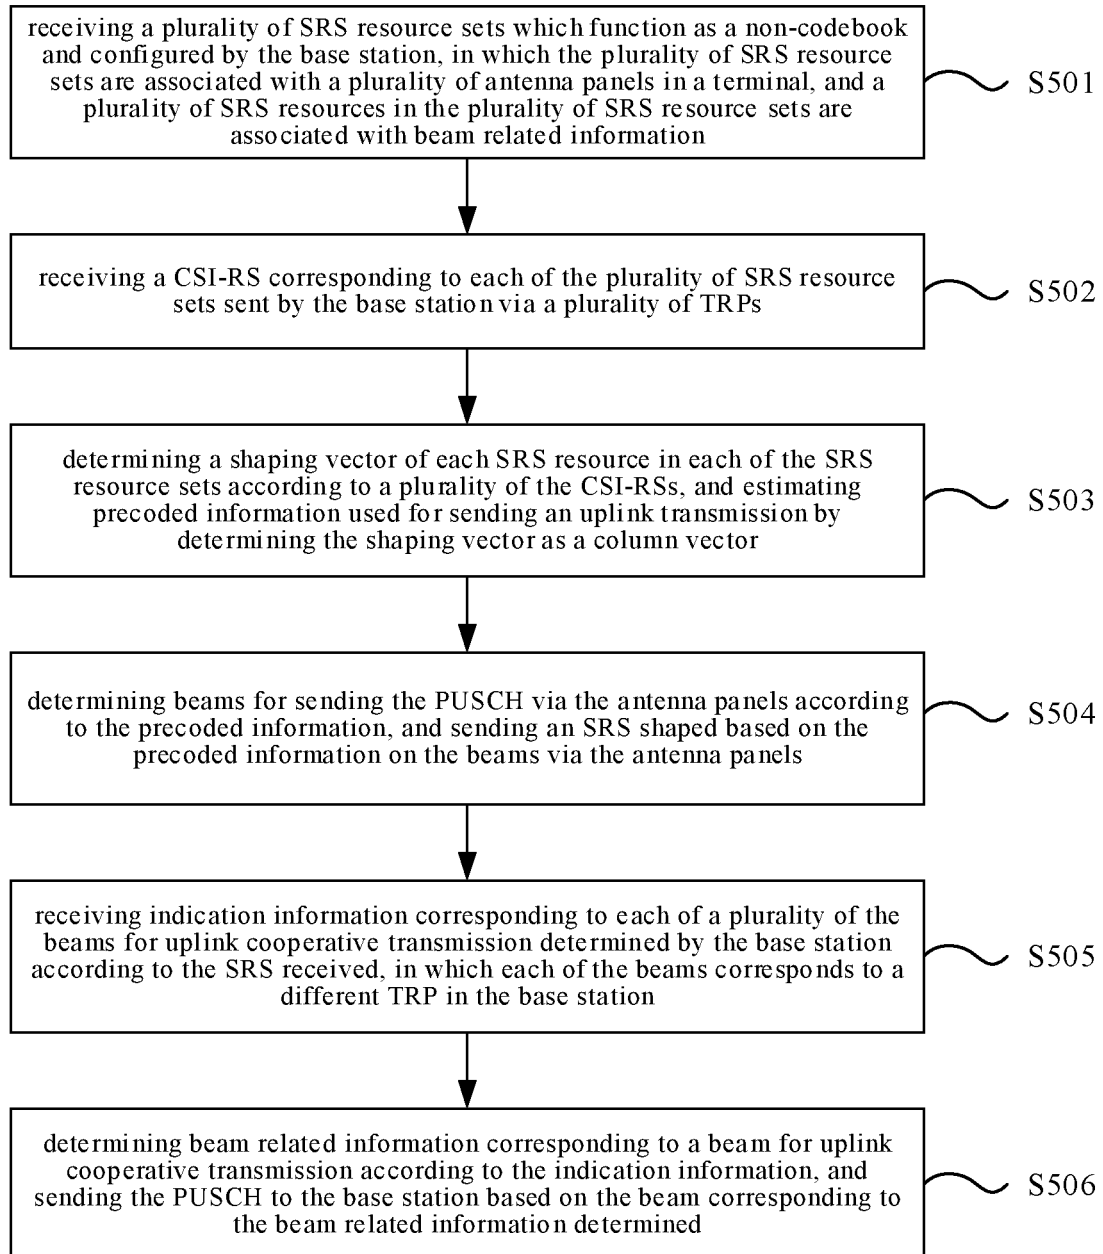 receiving a plurality of SRS resource sets which function as a non-codebook
and configured by the base station, in which the plurality of SRS resource
sets are associated with a plurality of antenna panels in a terminal, and a
plurality of SRS resources in the plurality of SRS resource sets are
associated with beam related information
S501
receiving a CSI-RS corresponding to each of the plurality of SRS resource
sets sent by the base station via a plurality of TRPs
S502
determining a shaping vector of each SRS resource in each of the SRS
resource sets according to a plurality of the CSI-RSs, and estimating
precoded information used for sending an uplink transmission by
determining the shaping vector as a column vector
S503
determining beams for sending the PUSCH via the antenna panels according
to the precoded information, and sending an SRS shaped based on the
precoded information on the beams via the antenna panels
S504
receiving indication information corresponding to each of a plurality of the
beams for uplink cooperative transmission determined by the base station
according to the SRS received, in which each of the beams corresponds to a
different TRP in the base station
S505
determining beam related information corresponding to a beam for uplink
cooperative transmission according to the indication information, and
sending the PUSCH to the base station based on the beam corresponding to
the beam related information determined
S506